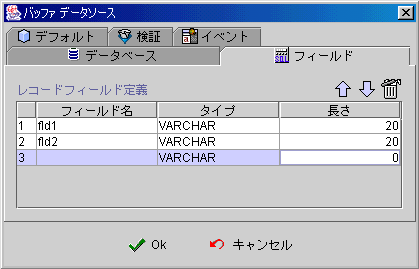 バッファ データソース
デフォルト 検証 イベント
データベース フィールド
レコードフィールド定義
フィールド名 タイプ 長さ
1 fld1 VARCHAR 20
2 fld2 VARCHAR 20
3 VARCHAR 0
Ok キャンセル